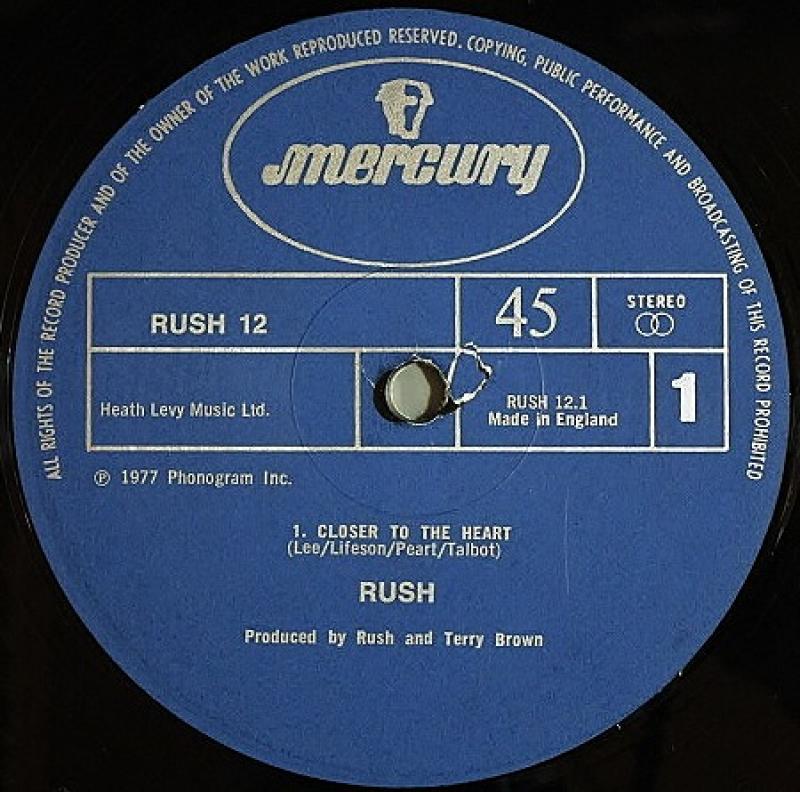 ALL RIGHTS OF THE RECORD PRODUCER AND OF THE OWNER OF THE WORK REPRODUCED RESERVED. COPYING, PUBLIC PERFORMANCE AND BROADCASTING OF THIS RECORD PROHIBITED
mercury
RUSH 12
45
STEREO
Heath Levy Music Ltd.
RUSH 12.1
Made in England
1
℗ 1977 Phonogram Inc.
1. CLOSER TO THE HEART
(Lee/Lifeson/Peart/Talbot)
RUSH
Produced by Rush and Terry Brown